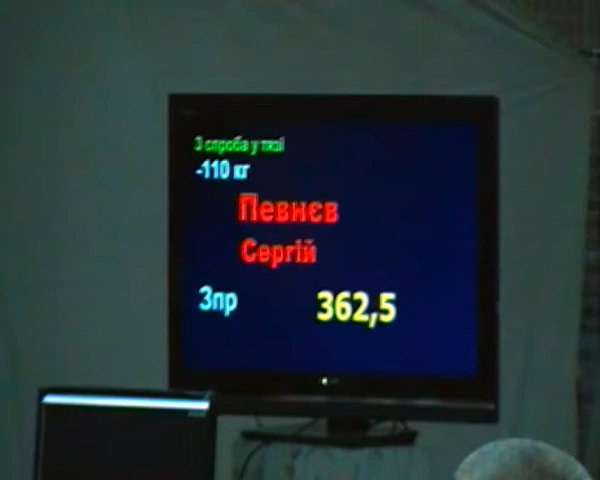 3 спроба у тязі
-110 кг
Певнєв
Сергій
3пр 362,5